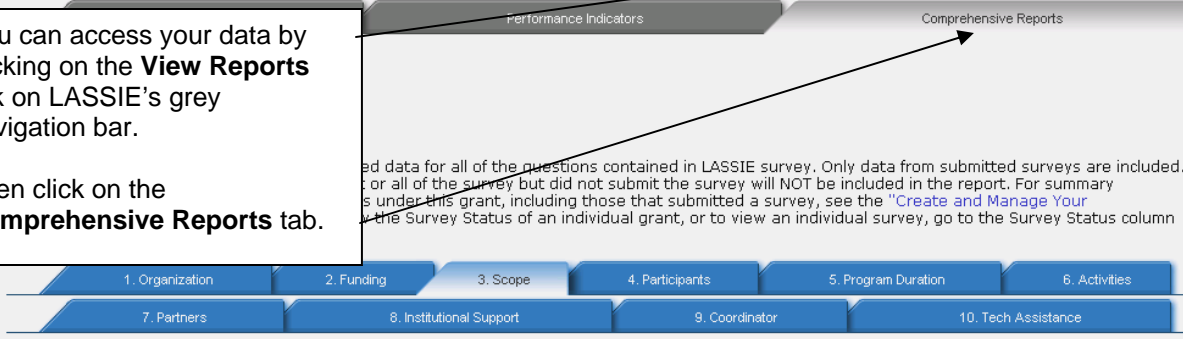 Performance Indicators
Comprehensive Reports
can access your data by
on the View Reports
on LASSIE's grey
bar.
click on the
Reports tab.
data for all of the questions contained in LASSIE survey. Only data from submitted surveys are included.
or all of the survey but did not submit the survey will NOT be included in the report. For summary
under this grant, including those that submitted a survey, see the "Create and Manage Your
the Survey Status of an individual grant, or to view an individual survey, go to the Survey Status column
1. Organization
2. Funding
3. Scope
4. Participants
5. Program Duration
6. Activities
7. Partners
8. Institutional Support
9. Coordinator
10. Tech Assistance